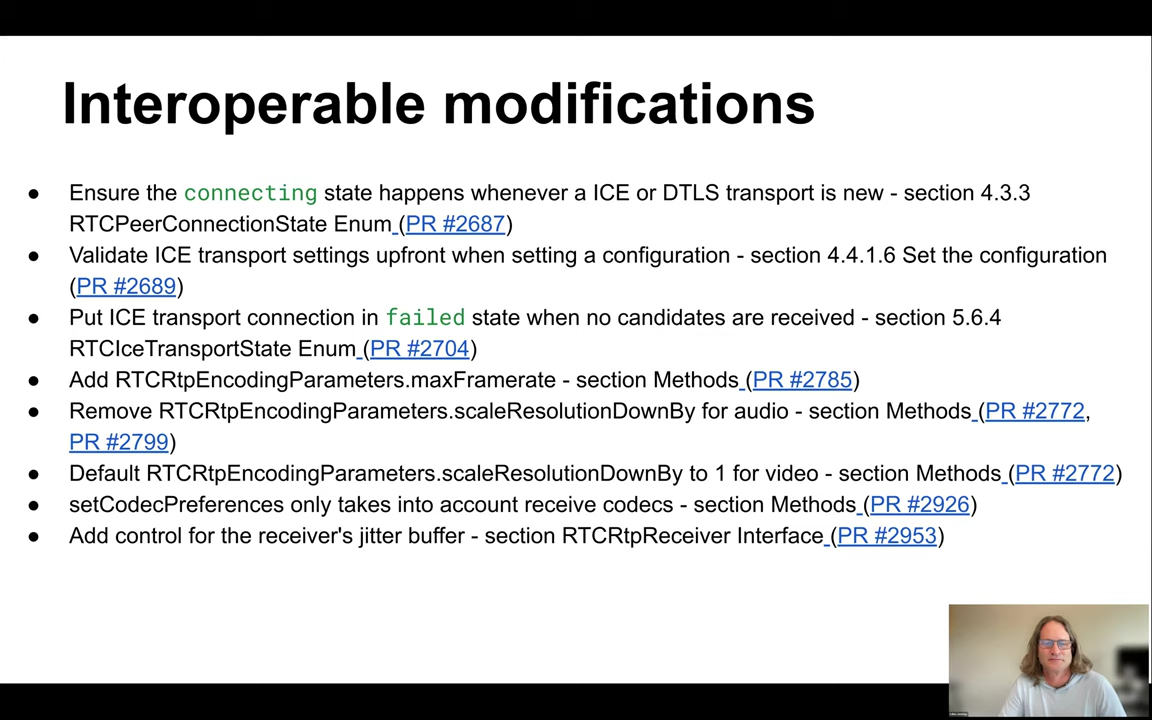 Interoperable modifications
● Ensure the connecting state happens whenever a ICE or DTLS transport is new - section 4.3.3
RTCPeerConnectionState Enum (PR #2687)
● Validate ICE transport settings upfront when setting a configuration - section 4.4.1.6 Set the configuration
(PR #2689)
● Put ICE transport connection in failed state when no candidates are received - section 5.6.4
RTCIceTransportState Enum (PR #2704)
● Add RTCRtpEncodingParameters.maxFramerate - section Methods (PR #2785)
● Remove RTCRtpEncodingParameters.scaleResolutionDownBy for audio - section Methods (PR #2772,
PR #2799)
● Default RTCRtpEncodingParameters.scaleResolutionDownBy to 1 for video - section Methods (PR #2772)
● setCodecPreferences only takes into account receive codecs - section Methods (PR #2926)
● Add control for the receiver's jitter buffer - section RTCRtpReceiver Interface (PR #2953)